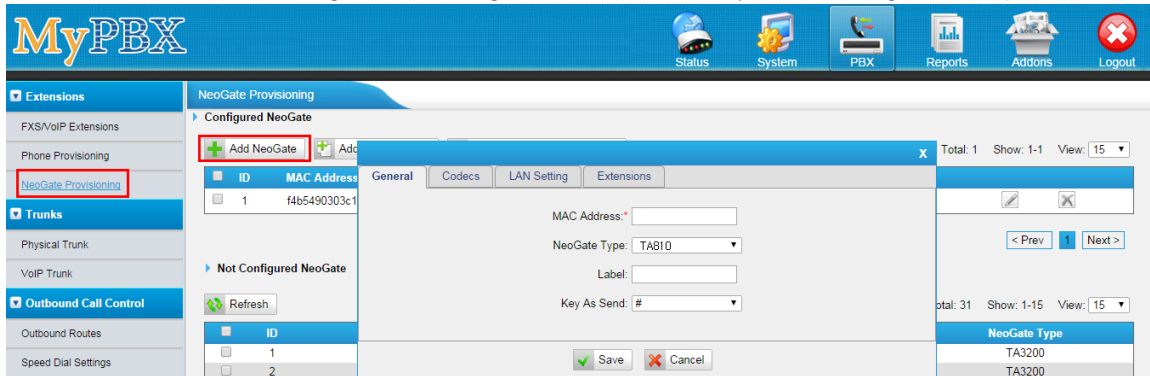 MyPBX
Status System PBX Reports Addons Logout
Extensions
FXS/VoIP Extensions
Phone Provisioning
NeoGate Provisioning
Trunks
Physical Trunk
VoIP Trunk
Outbound Call Control
Outbound Routes
Speed Dial Settings
NeoGate Provisioning
Configured NeoGate
Add NeoGate Add
Total: 1 Show: 1-1 View: 15
ID MAC Address
1 f4b5490303c1
< Prev 1 Next >
Not Configured NeoGate
Refresh
otal: 31 Show: 1-15 View: 15
ID NeoGate Type
1 TA3200
2 TA3200
X
General Codecs LAN Setting Extensions
MAC Address:*
NeoGate Type: TA810
Label:
Key As Send: #
Save Cancel